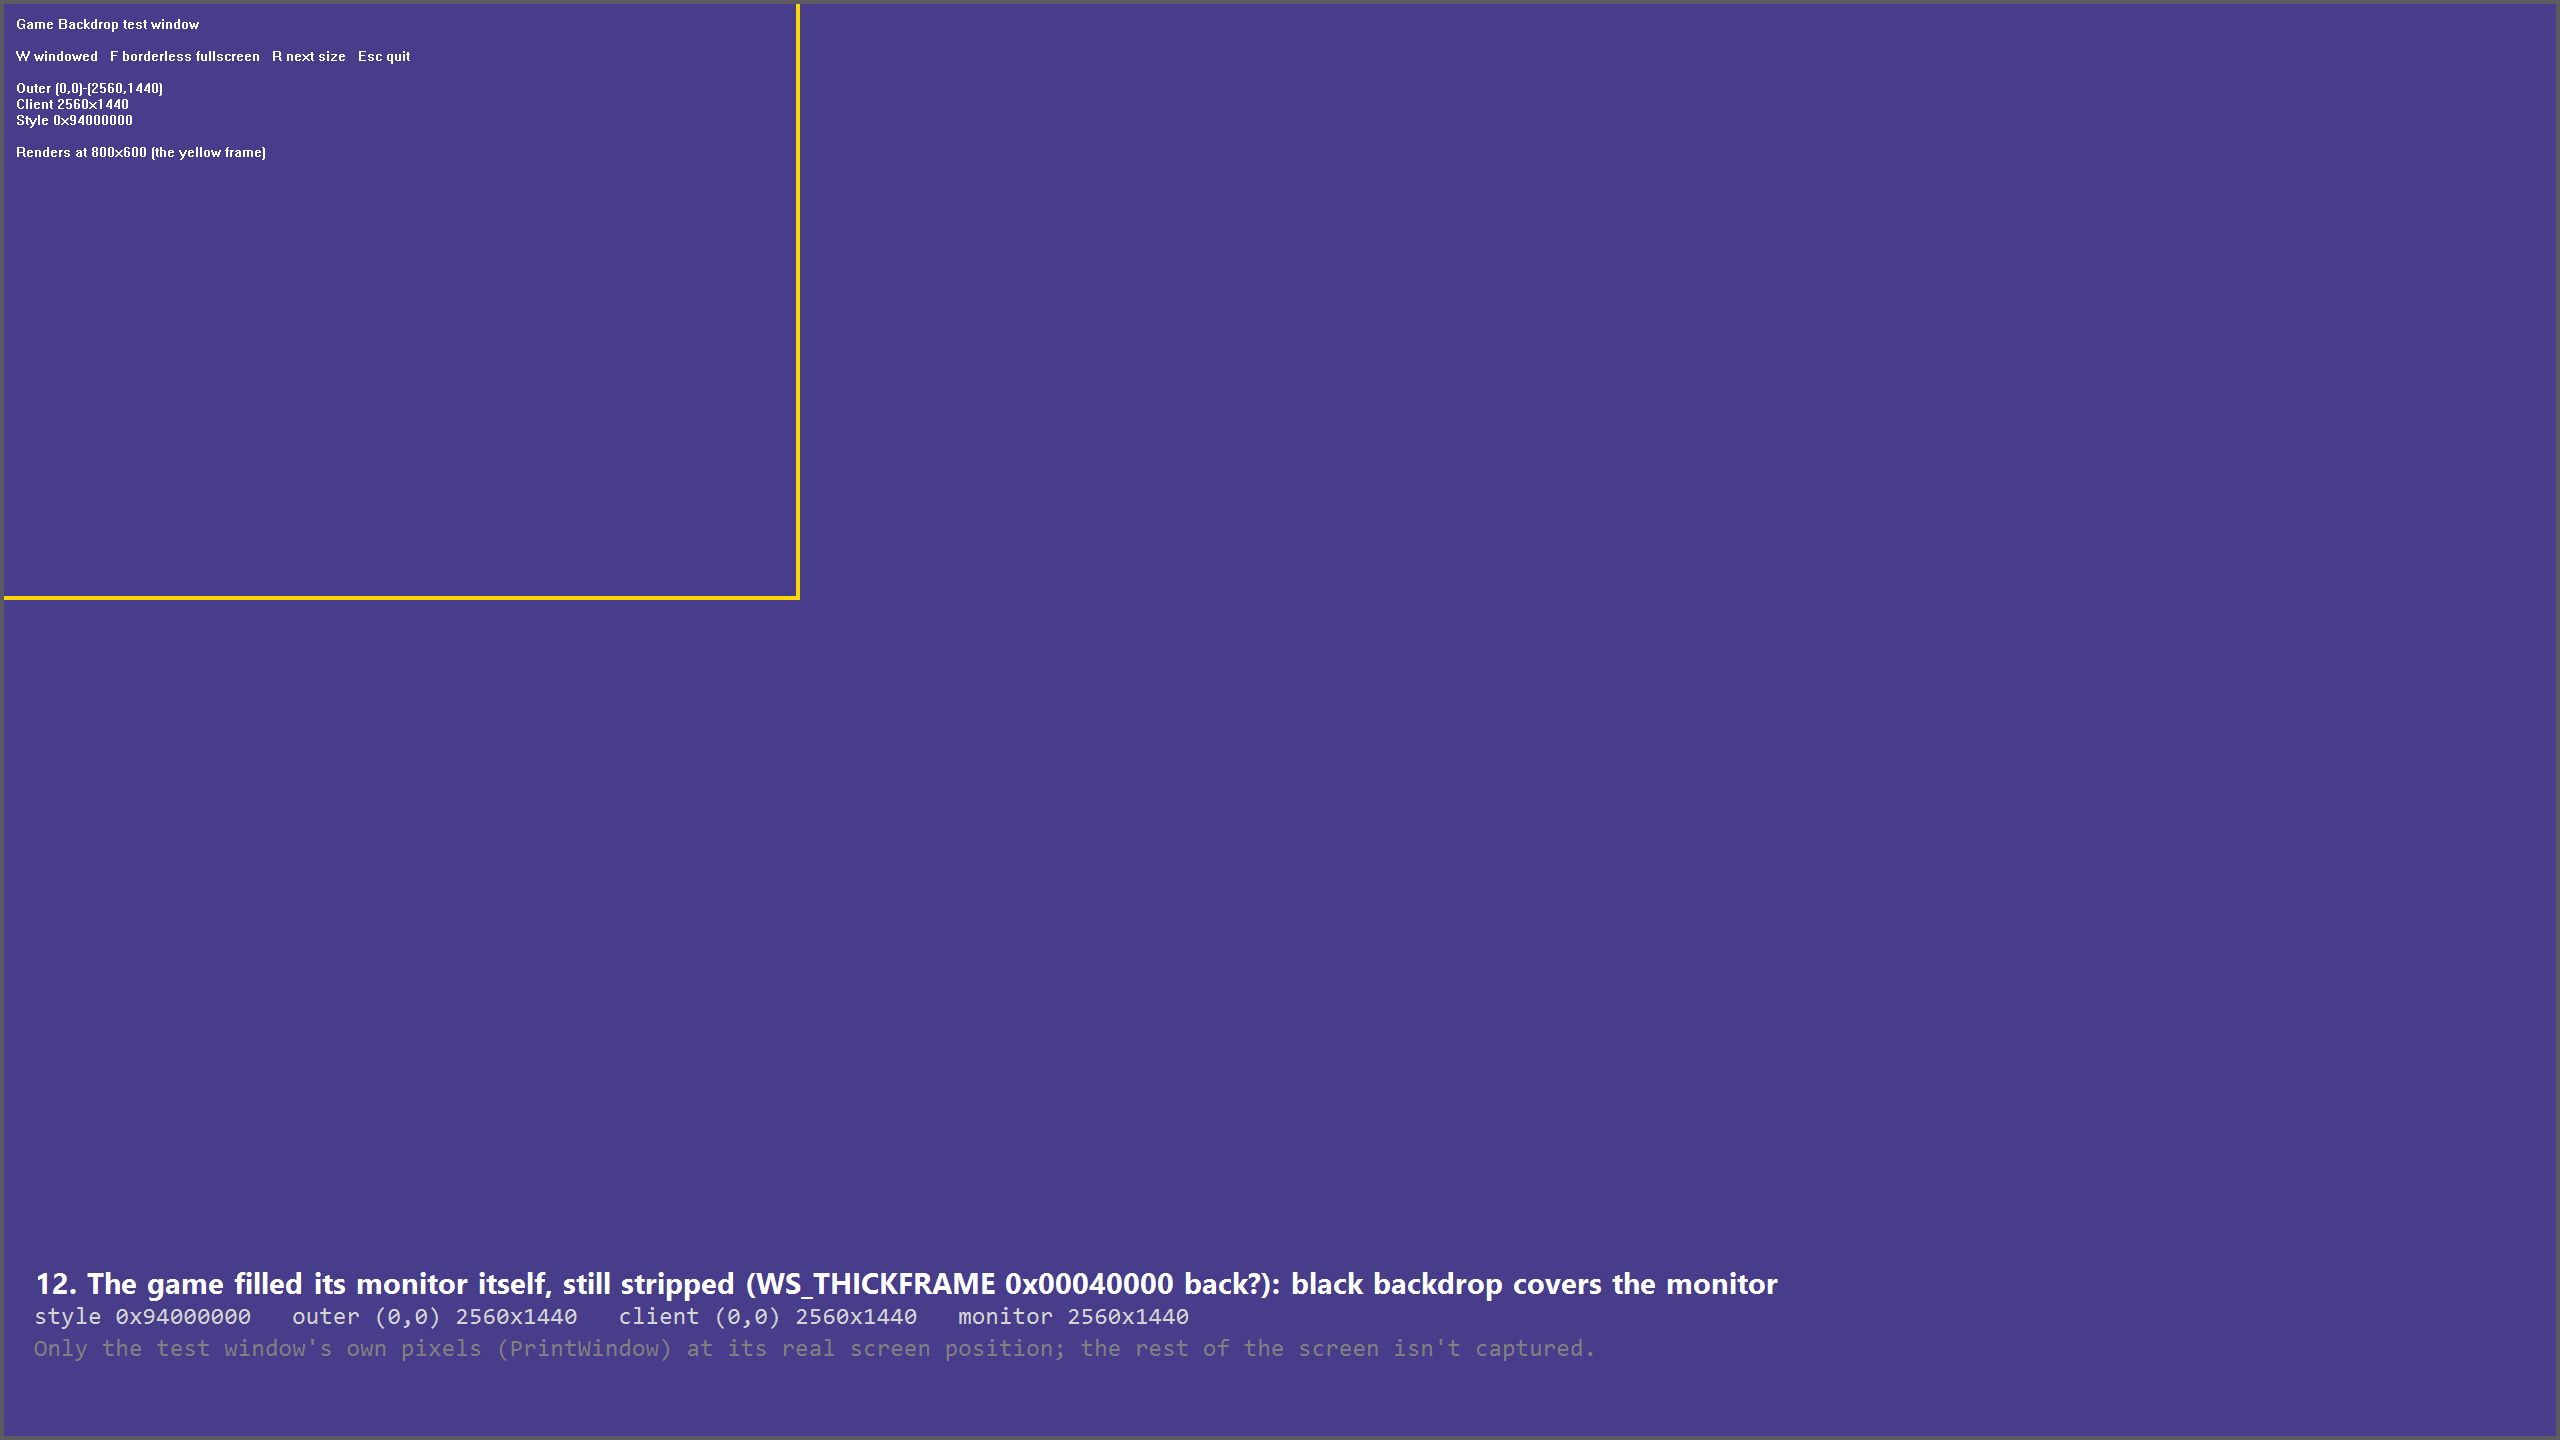 Game Backdrop test window
W windowed   F borderless fullscreen   R next size   Esc quit
Outer (0,0)-(2560,1440)
Client 2560x1440
Style 0x94000000
Renders at 800x600 (the yellow frame)
12. The game filled its monitor itself, still stripped (WS_THICKFRAME 0x00040000 back?): black backdrop covers the monitor
style 0x94000000   outer (0,0) 2560x1440   client (0,0) 2560x1440   monitor 2560x1440
Only the test window's own pixels (PrintWindow) at its real screen position; the rest of the screen isn't captured.